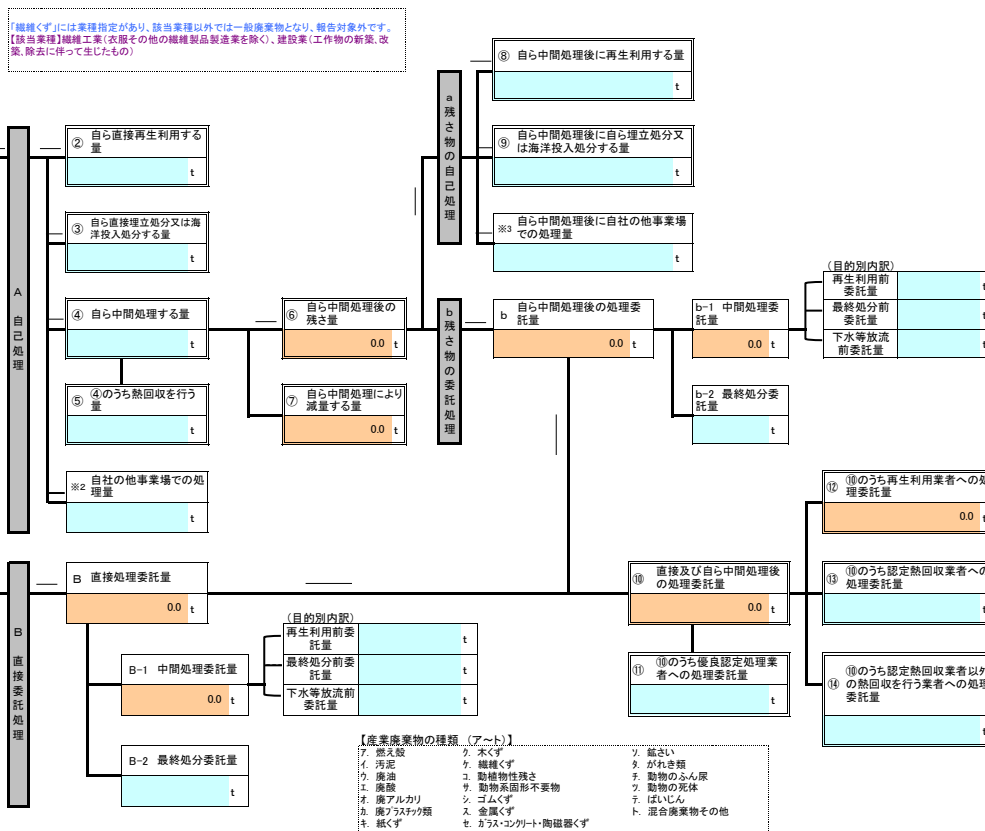 「繊維くず」には業種指定があり、該当業種以外では一般廃棄物となり、報告対象外です。
【該当業種】繊維工業(衣服その他の繊維製品製造業を除く)、建設業(工作物の新築、改
築、除去に伴って生じたもの)
⑧ 自ら中間処理後に再生利用する量
t
a 残さ物の自己処理
② 自ら直接再生利用する
量
t
⑨ 自ら中間処理後に自ら埋立処分又
は海洋投入処分する量
t
③ 自ら直接埋立処分又は海
洋投入処分する量
t
※3 自ら中間処理後に自社の他事業場
での処理量
t
A 自己処理
④ 自ら中間処理する量
t
⑥ 自ら中間処理後の
残さ量
0.0 t
b 残さ物の委託処理
b 自ら中間処理後の処理委
託量
0.0 t
b-1 中間処理委
託量
0.0 t
(目的別内訳)
再生利用前
委託量
t
最終処分前
委託量
t
下水等放流
前委託量
t
⑤ ④のうち熱回収を行う
量
t
⑦ 自ら中間処理により
減量する量
0.0 t
b-2 最終処分委
託量
t
※2 自社の他事業場での処
理量
t
⑫ ⑩のうち再生利用業者への処
理委託量
0.0 t
B 直接委託処理
B 直接処理委託量
0.0 t
⑩ 直接及び自ら中間処理後
の処理委託量
0.0 t
⑬ ⑩のうち認定熱回収業者への
処理委託量
t
(目的別内訳)
再生利用前委
託量
t
最終処分前委
託量
t
下水等放流前
委託量
t
B-1 中間処理委託量
0.0 t
⑪ ⑩のうち優良認定処理業
者への処理委託量
t
⑭ ⑩のうち認定熱回収業者以外
の熱回収を行う業者への処理
委託量
t
B-2 最終処分委託量
t
【産業廃棄物の種類 (ア~ト)】
ア. 燃え殻 ク. 木くず ソ. 鉱さい
イ. 汚泥 ケ. 繊維くず タ. がれき類
ウ. 廃油 コ. 動植物性残さ チ. 動物のふん尿
エ. 廃酸 サ. 動物系固形不要物 ツ. 動物の死体
オ. 廃アルカリ シ. ゴムくず テ. ばいじん
カ. 廃プラスチック類 ス. 金属くず ト. 混合廃棄物その他
キ. 紙くず セ. ガラス・コンクリート・陶磁器くず